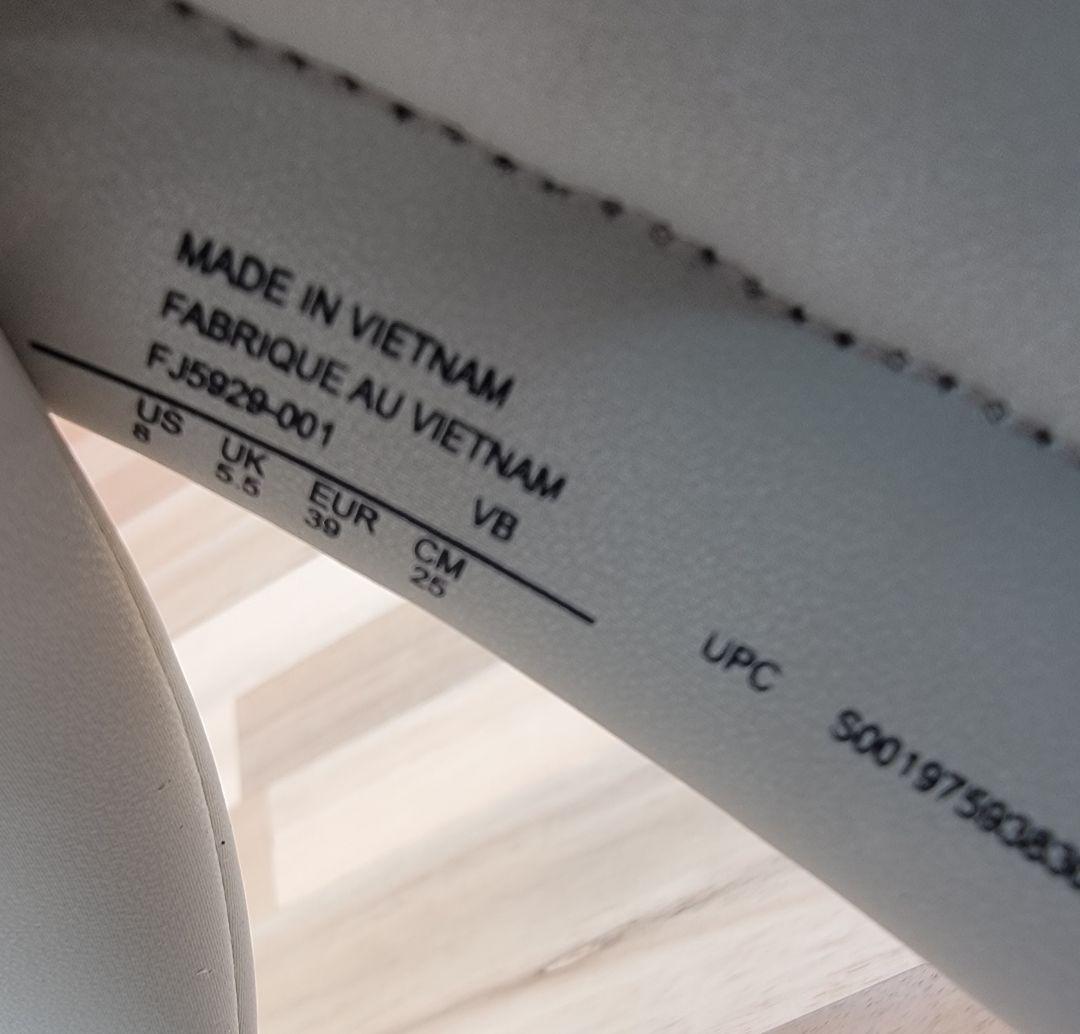 MADE IN VIETNAM
FABRIQUE AU VIETNAM
FJ5929-001 VB
US UK EUR CM
8 5.5 39 25
UPC